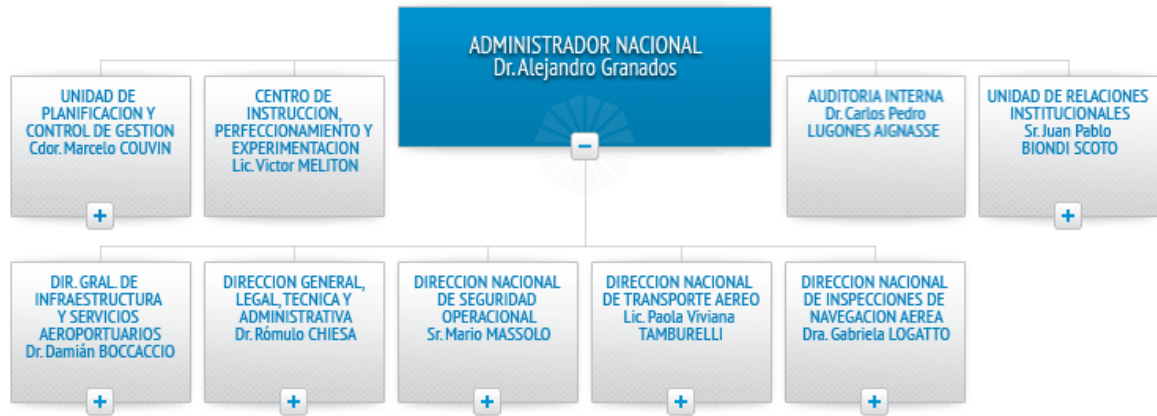 ADMINISTRADOR NACIONAL
Dr. Alejandro Granados
UNIDAD DE
PLANIFICACION Y
CONTROL DE GESTION
Cdor. Marcelo COUVIN
CENTRO DE
INSTRUCCION,
PERFECCIONAMIENTO Y
EXPERIMENTACION
Lic. Victor MELITON
AUDITORIA INTERNA
Dr. Carlos Pedro
LUGONES AIGNASSE
UNIDAD DE RELACIONES
INSTITUCIONALES
Sr. Juan Pablo
BIONDI SCOTO
DIR. GRAL. DE
INFRAESTRUCTURA
Y SERVICIOS
AEROPORTUARIOS
Dr. Damián BOCCACCIO
DIRECCION GENERAL,
LEGAL, TECNICA Y
ADMINISTRATIVA
Dr. Rómulo CHIESA
DIRECCION NACIONAL
DE SEGURIDAD
OPERACIONAL
Sr. Mario MASSOLO
DIRECCION NACIONAL
DE TRANSPORTE AEREO
Lic. Paola Viviana
TAMBURELLI
DIRECCION NACIONAL
DE INSPECCIONES DE
NAVEGACION AEREA
Dra. Gabriela LOGATTO